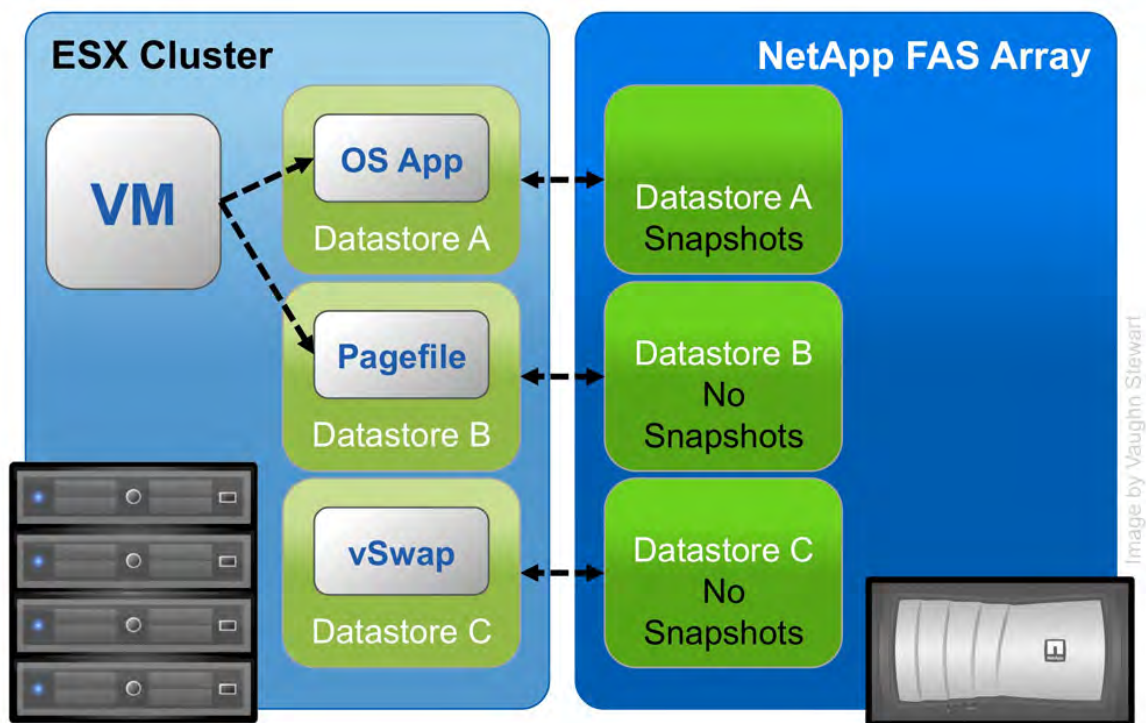 ESX Cluster
VM
OS App
Datastore A
Pagefile
Datastore B
vSwap
Datastore C
NetApp FAS Array
Datastore A
Snapshots
Datastore B
No
Snapshots
Datastore C
No
Snapshots
Image by Vaughn Stewart